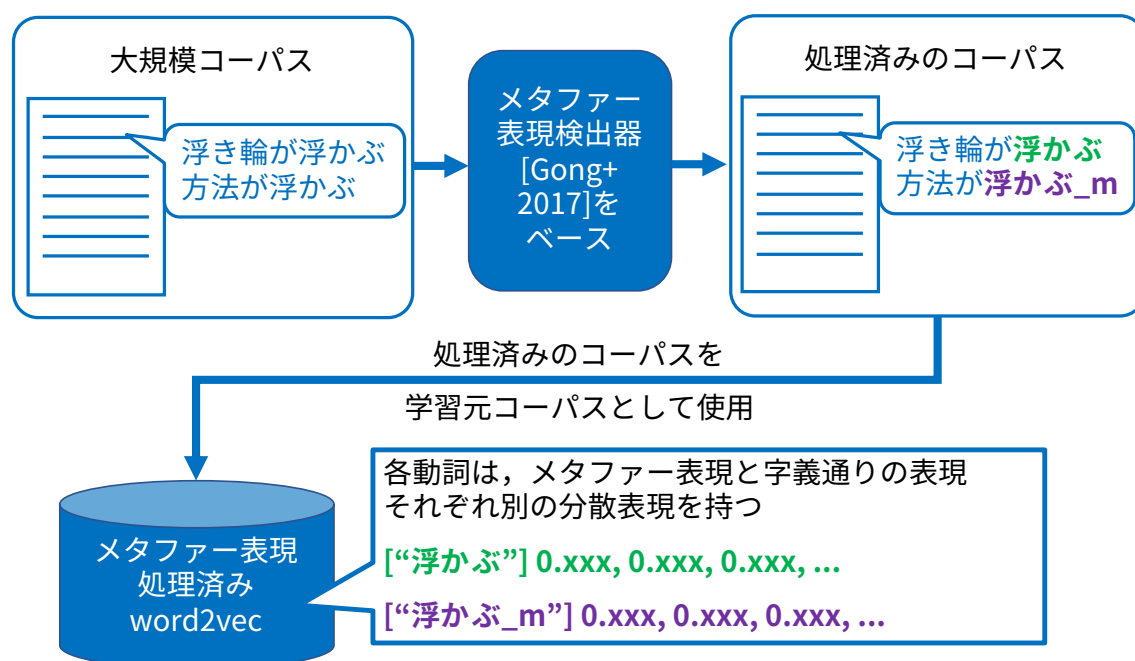 大規模コーパス
浮き輪が浮かぶ
方法が浮かぶ
メタファー
表現検出器
[Gong+
2017]を
ベース
処理済みのコーパス
浮き輪が浮かぶ
方法が浮かぶ_m
処理済みのコーパスを
学習元コーパスとして使用
メタファー表現
処理済み
word2vec
各動詞は，メタファー表現と字義通りの表現
それぞれ別の分散表現を持つ
[“浮かぶ”] 0.xxx, 0.xxx, 0.xxx, ...
[“浮かぶ_m”] 0.xxx, 0.xxx, 0.xxx, ...